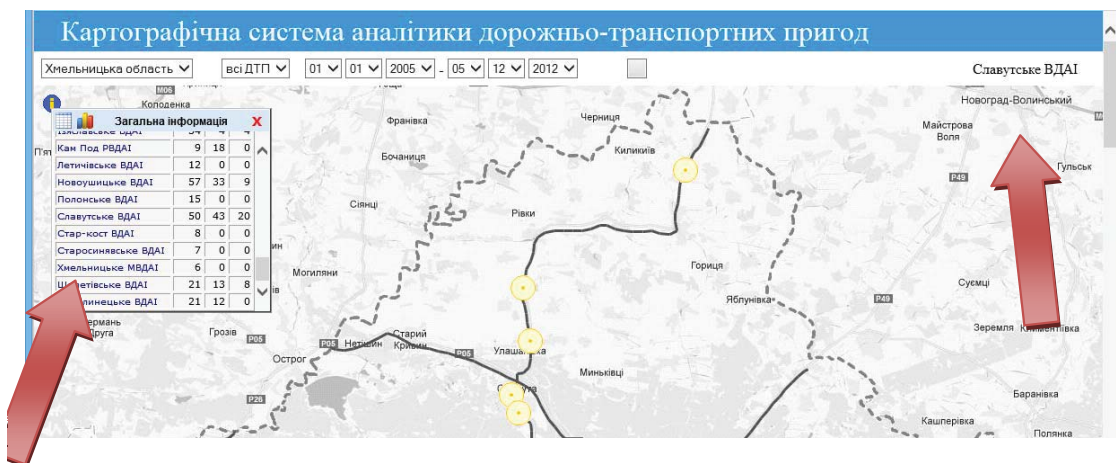 Картографічна система аналітики дорожньо-транспортних пригод
Хмельницька область всі ДТП 01 01 2005 - 05 12 2012 Славутське ВДАІ
M06
Колоденка
Загальна інформація X
Кам Под РВДАІ 9 18 0
Летичівське ВДАІ 12 0 0
Новоушицьке ВДАІ 57 33 9
Полонське ВДАІ 15 0 0
Славутське ВДАІ 50 43 20
Стар-кост ВДАІ 8 0 0
Старосинявське ВДАІ 7 0 0
Хмельницьке МВДАІ 6 0 0
21 13 8
ВДАІ 21 12 0
Франівка
Черниця
Новоград-Волинський
Майстрова
Воля
Киликиїв
Бочаниця
Гульськ
P49
Сіянці
Рівки
Могиляни
Гориця
Яблунівка
P49
Суємці
Друга
Грозів
P05
Старий
Кривин
P05
Нетішин
P05
Острог
Зеремля
Миньківці
P26
Баранівка
Кашперівка
Полянка